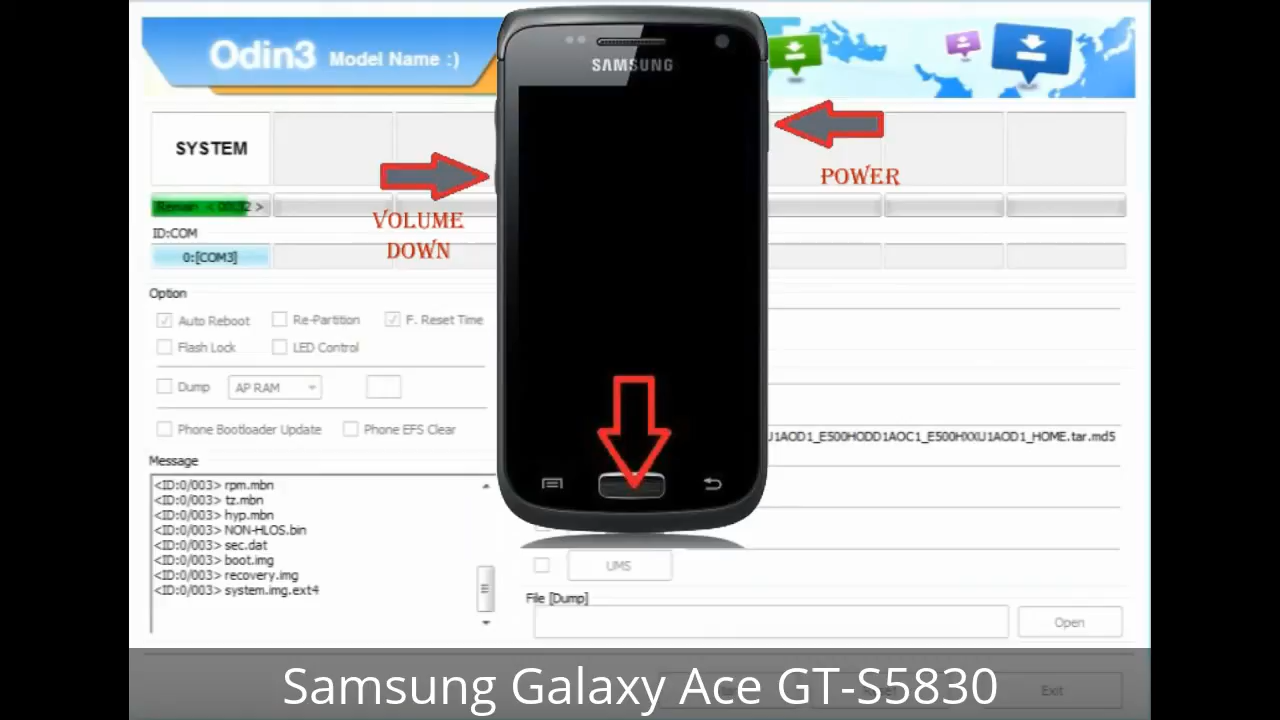 Odin3 Model Name :)
SAMSUNG
SYSTEM
POWER
VOLUME
DOWN
ID:COM
0:[COM3]
Option
Auto Reboot
Re-Partition
F. Reset Time
Flash Lock
LED Control
Dump
AP RAM
Phone Bootloader Update
Phone EFS Clear
U1AOD1_E500HODD1AOC1_E500HXXU1AOD1_HOME.tar.md5
Message
<ID:0/003> rpm.mbn
<ID:0/003> tz.mbn
<ID:0/003> hyp.mbn
<ID:0/003> NON-HLOS.bin
<ID:0/003> sec.dat
<ID:0/003> boot.img
<ID:0/003> recovery.img
<ID:0/003> system.img.ext4
UMS
File [Dump]
Open
Samsung Galaxy Ace GT-S5830
Exit